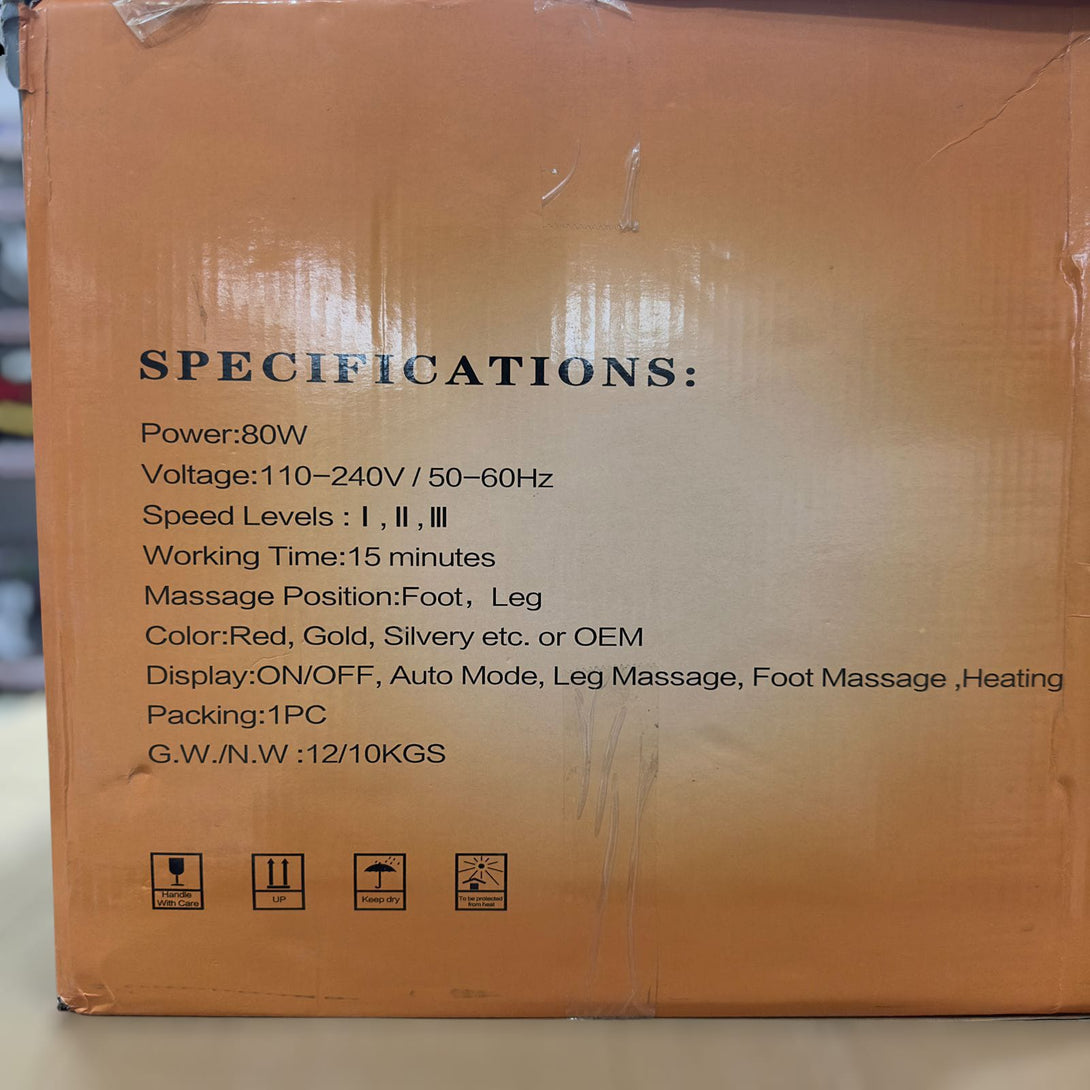 SPECIFICATIONS:
Power:80W
Voltage:110-240V / 50-60Hz
Speed Levels : Ⅰ , Ⅱ , Ⅲ
Working Time:15 minutes
Massage Position:Foot, Leg
Color:Red, Gold, Silvery etc. or OEM
Display:ON/OFF, Auto Mode, Leg Massage, Foot Massage ,Heating
Packing:1PC
G.W./N.W :12/10KGS
Handle
With Care
UP
Keep dry
To be protected
from heat